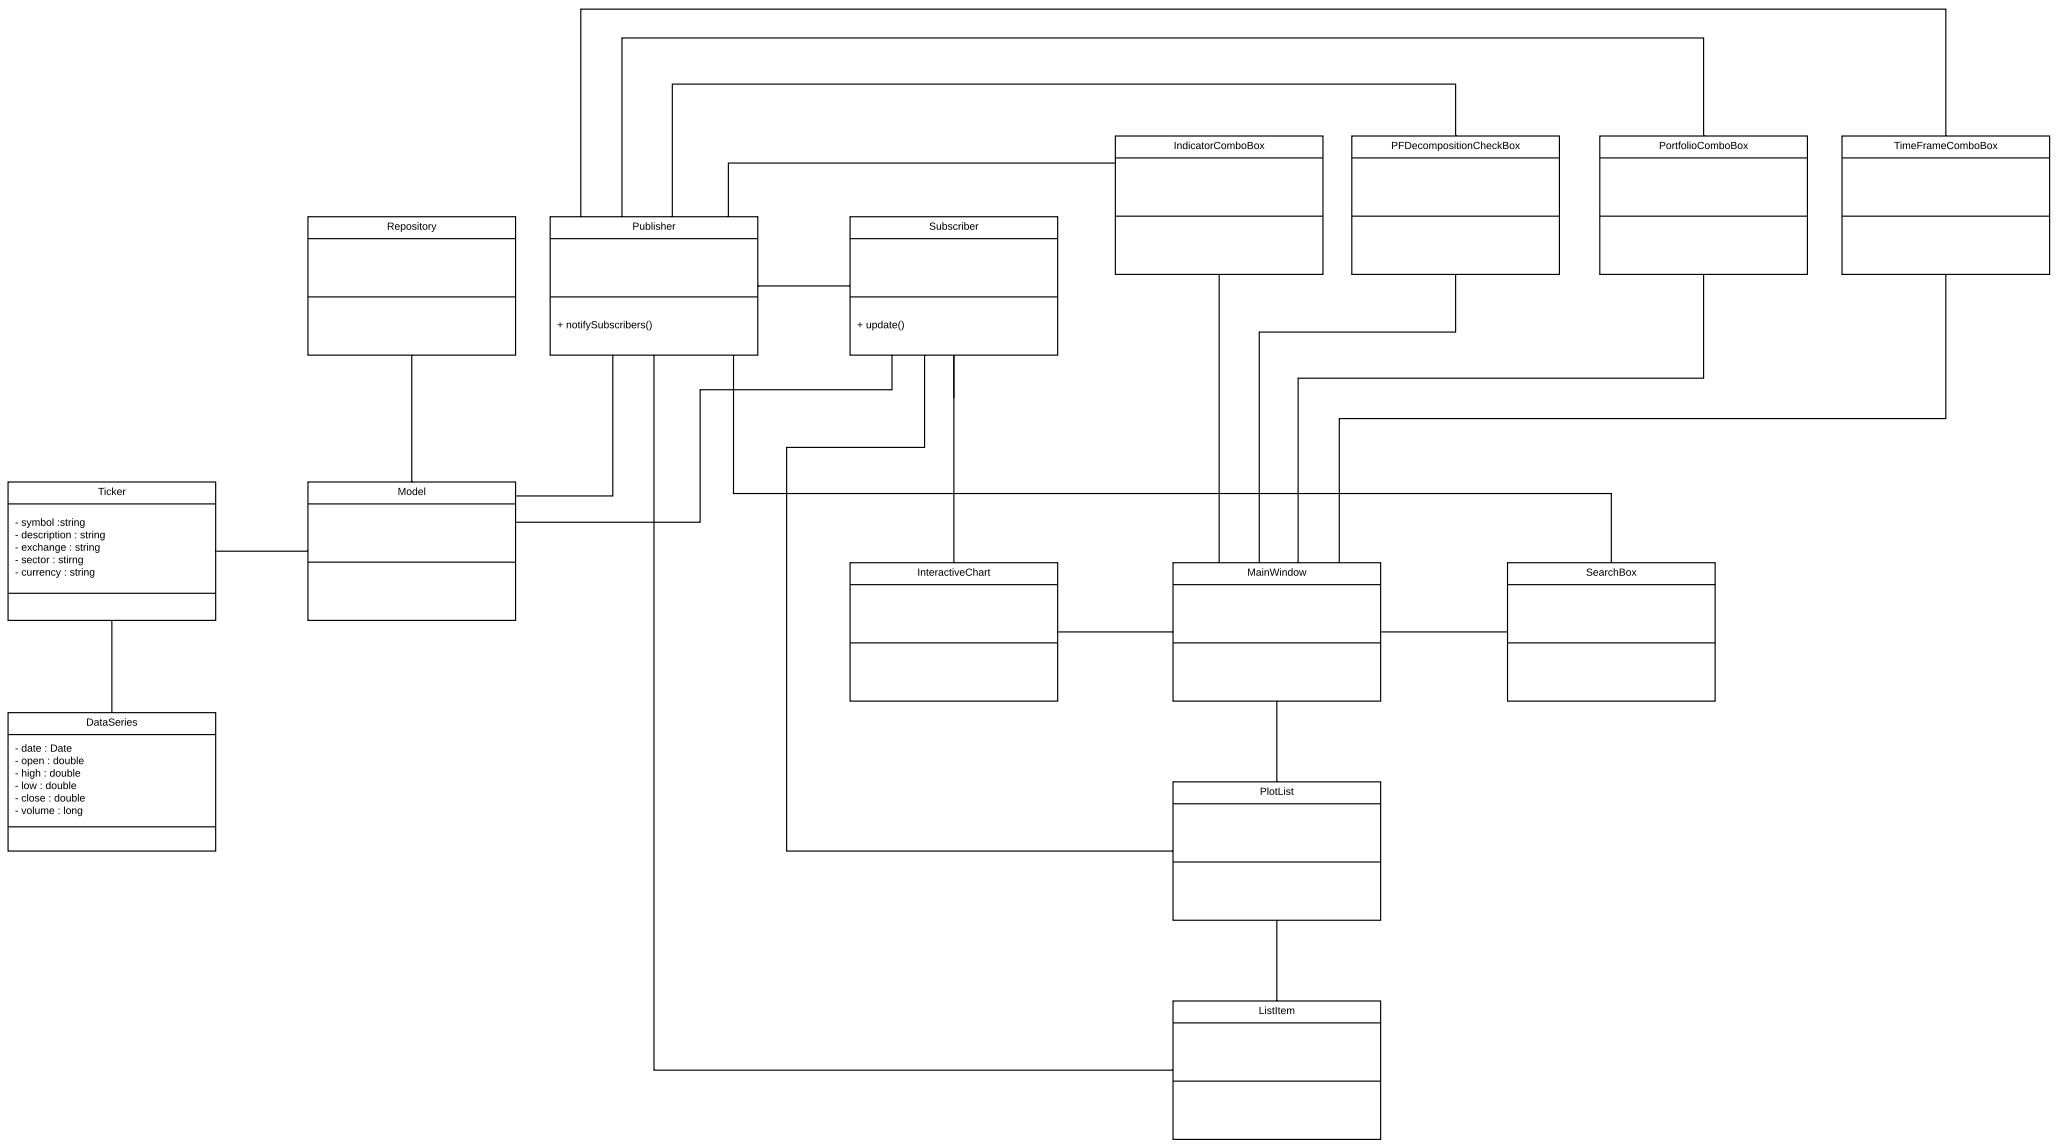 IndicatorComboBox
PFDecompositionCheckBox
PortfolioComboBox
TimeFrameComboBox
Repository
Publisher
+ notifySubscribers()
Subscriber
+ update()
Ticker
- symbol :string
- description : string
- exchange : string
- sector : stirng
- currency : string
Model
InteractiveChart
MainWindow
SearchBox
DataSeries
- date : Date
- open : double
- high : double
- low : double
- close : double
- volume : long
PlotList
ListItem